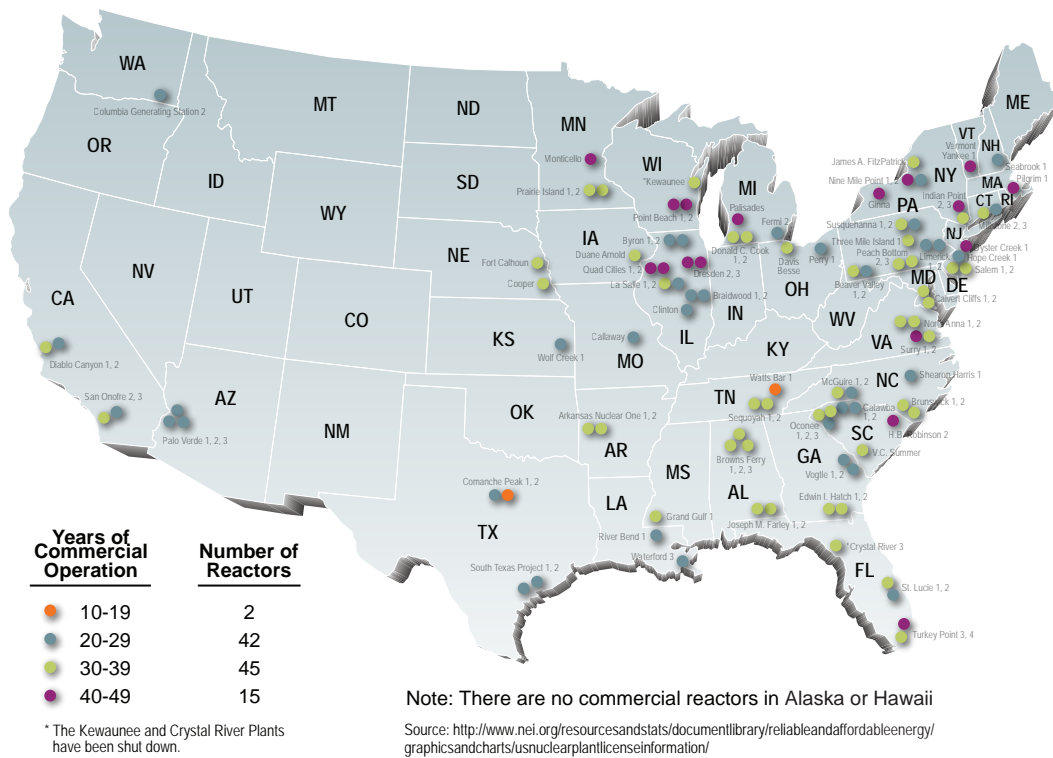 WA
Columbia Generating Station 2
OR
MT
ID
WY
ND
SD
NE
NV
UT
CO
CA
AZ
NM
KS
OK
TX
MN
IA
MO
AR
LA
WI
IL
MI
IN
OH
KY
TN
MS
AL
GA
FL
SC
NC
VA
WV
PA
NY
VT
NH
ME
MA
CT
RI
NJ
DE
MD
Monticello
Prairie Island 1, 2
*Kewaunee
Point Beach 1, 2
Palisades
Fermi 2
Donald C. Cook
1, 2
Davis
Besse
Perry 1
Byron 1, 2
Duane Arnold
Quad Cities 1, 2
Dresden 2, 3
La Salle 1, 2
Braidwood 1, 2
Clinton
Fort Calhoun
Cooper
Wolf Creek 1
Callaway
Arkansas Nuclear One 1, 2
Diablo Canyon 1, 2
San Onofre 2, 3
Palo Verde 1, 2, 3
Comanche Peak 1, 2
South Texas Project 1, 2
Grand Gulf 1
River Bend 1
Waterford 3
Watts Bar 1
Sequoyah 1, 2
Browns Ferry
1, 2, 3
Joseph M. Farley 1, 2
Edwin I. Hatch 1, 2
Vogtle 1, 2
*Crystal River 3
St. Lucie 1, 2
Turkey Point 3, 4
Oconee
1, 2, 3
McGuire 1, 2
Catawba
1, 2
V.C. Summer
H.B. Robinson 2
Brunswick 1, 2
Shearon Harris 1
Surry 1, 2
North Anna 1, 2
Calvert Cliffs 1, 2
Beaver Valley
1, 2
Peach Bottom
2, 3
Three Mile Island 1
Susquehanna 1, 2
Limerick
1, 2
Salem 1, 2
Hope Creek 1
Oyster Creek 1
Millstone 2, 3
Indian Point
2, 3
Ginna
Nine Mile Point 1, 2
James A. FitzPatrick
Vermont
Yankee 1
Seabrook 1
Pilgrim 1
Years of
Commercial
Operation
Number of
Reactors
10-19 2
20-29 42
30-39 45
40-49 15
* The Kewaunee and Crystal River Plants
have been shut down.
Note: There are no commercial reactors in Alaska or Hawaii
Source: http://www.nei.org/resourcesandstats/documentlibrary/reliableandaffordableenergy/
graphicsandcharts/usnuclearplantlicenseinformation/